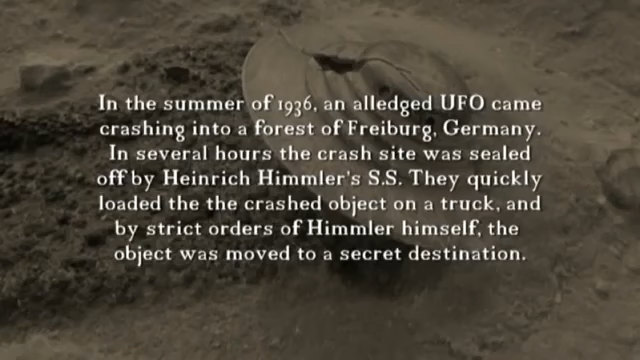 In the summer of 1936, an alledged UFO came
crashing into a forest of Freiburg, Germany.
In several hours the crash site was sealed
off by Heinrich Himmler's S.S. They quickly
loaded the the crashed object on a truck, and
by strict orders of Himmler himself, the
object was moved to a secret destination.